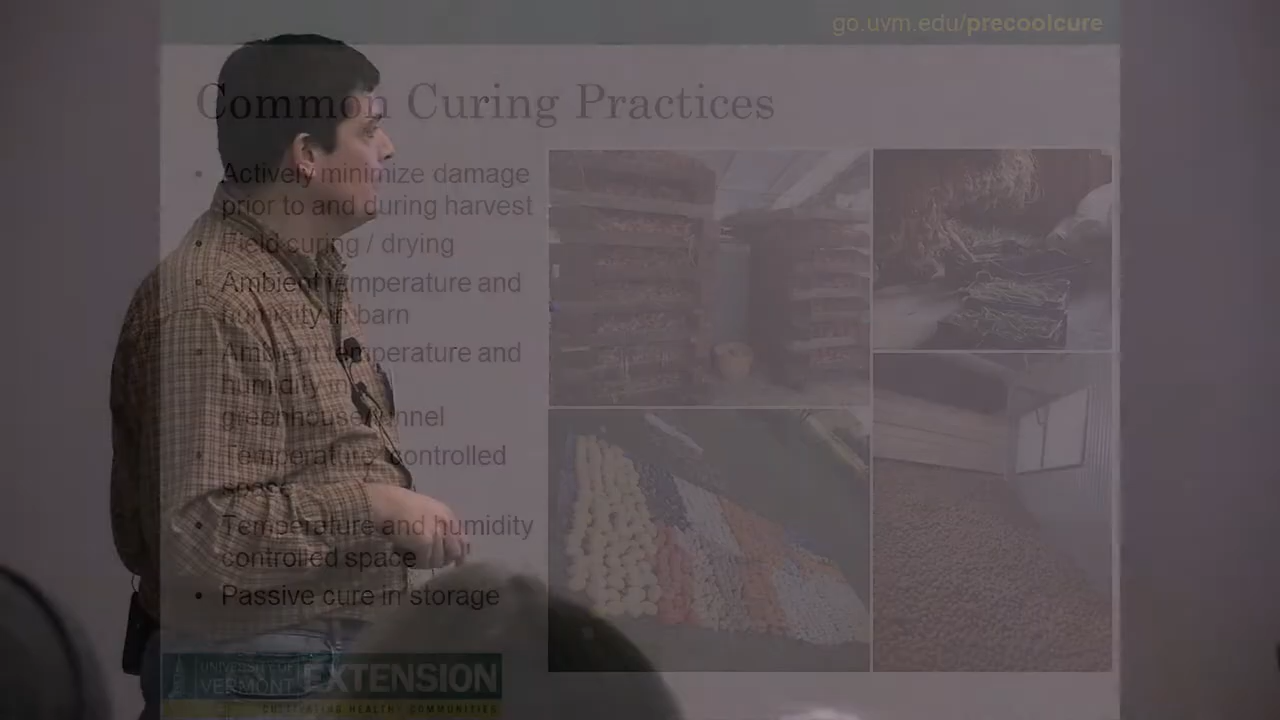 go.uvm.edu/precoolcure
Common Curing Practices
• Actively minimize damage
prior to and during harvest
• Field curing / drying
• Ambient temperature and
humidity in barn
• Ambient temperature and
humidity in
greenhouse/tunnel
• Temperature controlled
space
• Temperature and humidity
controlled space
• Passive cure in storage
UNIVERSITY OF
VERMONT
EXTENSION
CULTIVATING HEALTHY COMMUNITIES